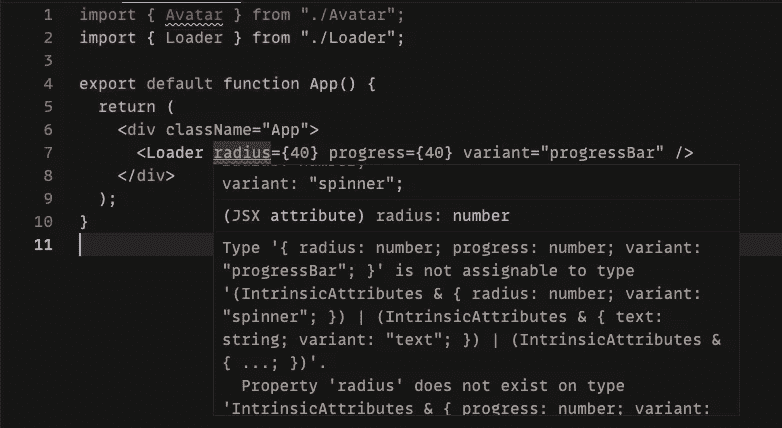 1 import { Avatar } from "./Avatar";
2 import { Loader } from "./Loader";
3
4 export default function App() {
5 return (
6 <div className="App">
7 <Loader radius={40} progress={40} variant="progressBar" />
8 </div>
9 );
10 }
11
variant: "spinner";
(JSX attribute) radius: number
Type '{ radius: number; progress: number; variant:
"progressBar"; }' is not assignable to type
'(IntrinsicAttributes & { radius: number; variant:
"spinner"; }) | (IntrinsicAttributes & { text:
string; variant: "text"; }) | (IntrinsicAttributes &
{ ...; })'.
Property 'radius' does not exist on type
'IntrinsicAttributes & { progress: number; variant: